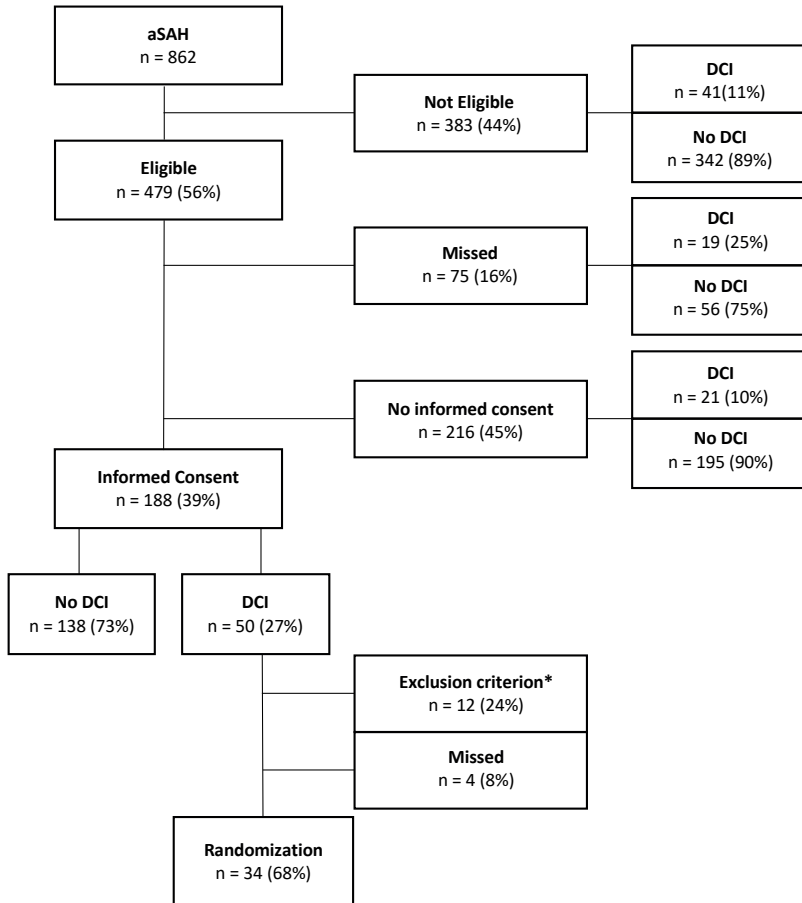 aSAH
n = 862
Not Eligible
n = 383 (44%)
DCI
n = 41(11%)
No DCI
n = 342 (89%)
Eligible
n = 479 (56%)
Missed
n = 75 (16%)
DCI
n = 19 (25%)
No DCI
n = 56 (75%)
No informed consent
n = 216 (45%)
DCI
n = 21 (10%)
No DCI
n = 195 (90%)
Informed Consent
n = 188 (39%)
No DCI
n = 138 (73%)
DCI
n = 50 (27%)
Exclusion criterion*
n = 12 (24%)
Missed
n = 4 (8%)
Randomization
n = 34 (68%)